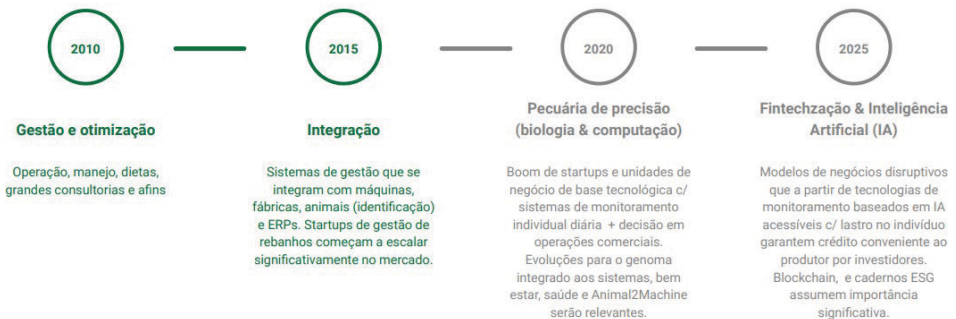 2010
2015
2020
2025
Gestão e otimização
Operação, manejo, dietas,
grandes consultorias e afins
Integração
Sistemas de gestão que se
integram com máquinas,
fábricas, animais (identificação)
e ERPs. Startups de gestão de
rebanhos começam a escalar
significativamente no mercado.
Pecuária de precisão
(biologia & computação)
Boom de startups e unidades de
negócio de base tecnológica c/
sistemas de monitoramento
individual diária + decisão em
operações comerciais.
Evoluções para o genoma
integrado aos sistemas, bem
estar, saúde e Animal2Machine
serão relevantes.
Fintechzação & Inteligência
Artificial (IA)
Modelos de negócios disruptivos
que a partir de tecnologias de
monitoramento baseados em IA
acessíveis c/ lastro no indivíduo
garantem crédito conveniente ao
produtor por investidores.
Blockchain, e cadernos ESG
assumem importância
significativa.